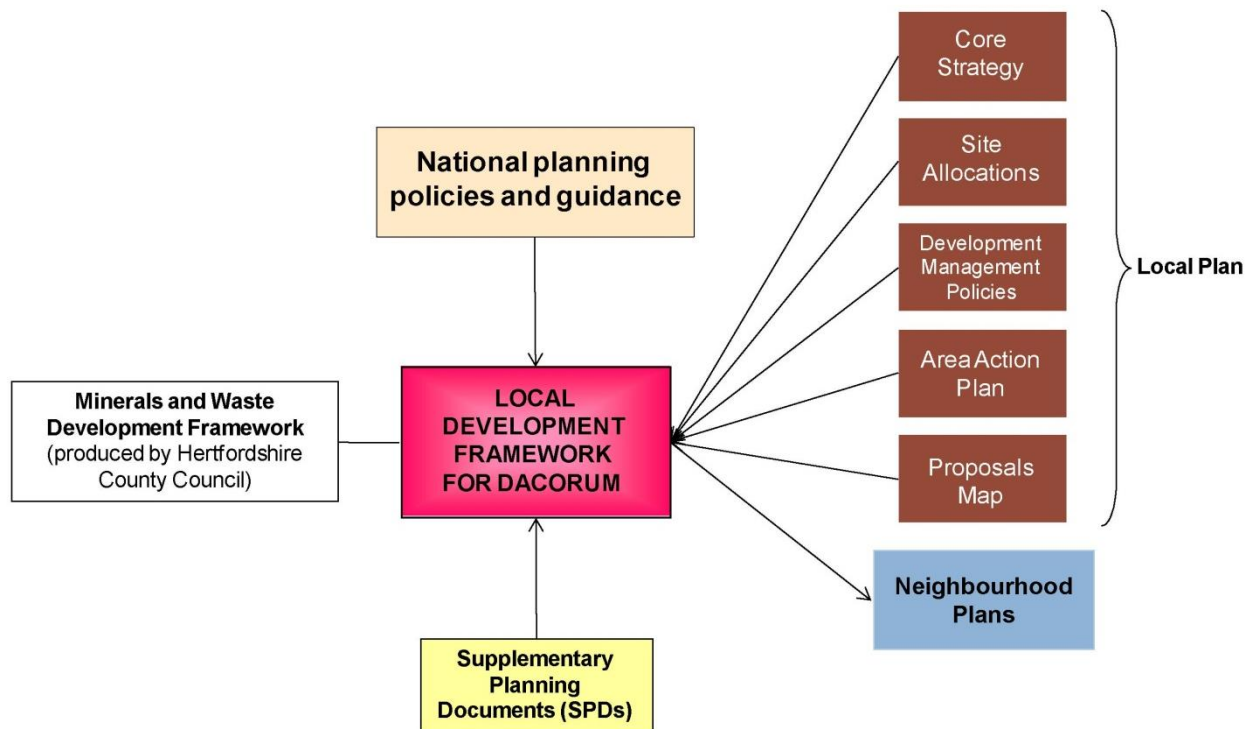 National planning
policies and guidance
Minerals and Waste
Development Framework
(produced by Hertfordshire
County Council)
LOCAL
DEVELOPMENT
FRAMEWORK
FOR DACORUM
Supplementary
Planning
Documents (SPDs)
Core
Strategy
Site
Allocations
Development
Management
Policies
Area Action
Plan
Proposals
Map
Local Plan
Neighbourhood
Plans